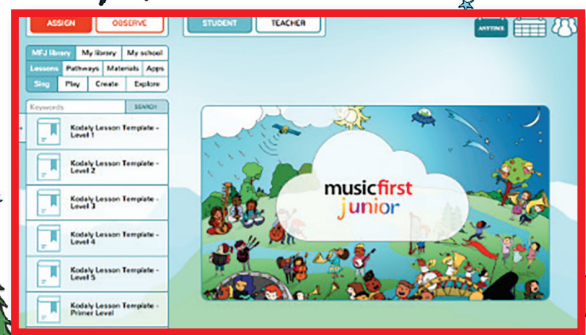 ASSIGN OBSERVE STUDENT TEACHER ANYTIME
MFJ library My library My school
Lessons Pathways Materials Apps
Sing Play Create Explore
Keywords SEARCH
Kodaly Lesson Template -
Level 1
Kodaly Lesson Template -
Level 2
Kodaly Lesson Template -
Level 3
Kodaly Lesson Template -
Level 4
Kodaly Lesson Template -
Level 5
Kodaly Lesson Template -
Primer Level
musicfirst
junior